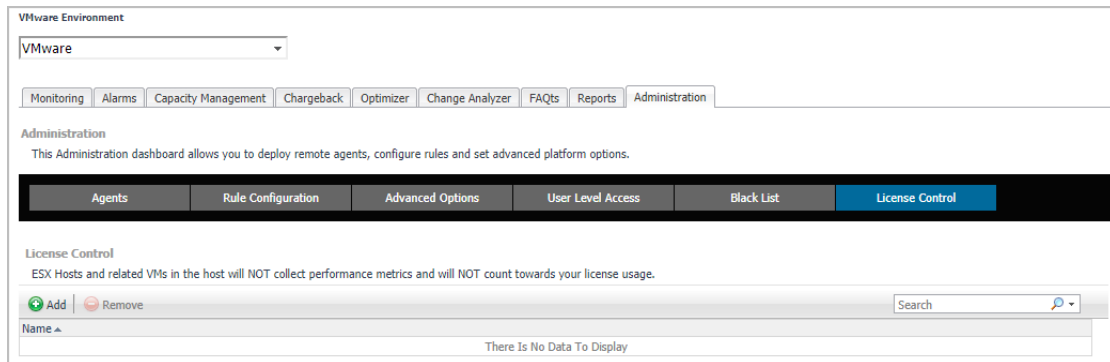 VMware Environment
VMware
Monitoring Alarms Capacity Management Chargeback Optimizer Change Analyzer FAQts Reports Administration
Administration
This Administration dashboard allows you to deploy remote agents, configure rules and set advanced platform options.
Agents Rule Configuration Advanced Options User Level Access Black List License Control
License Control
ESX Hosts and related VMs in the host will NOT collect performance metrics and will NOT count towards your license usage.
Add Remove Search
Name
There Is No Data To Display